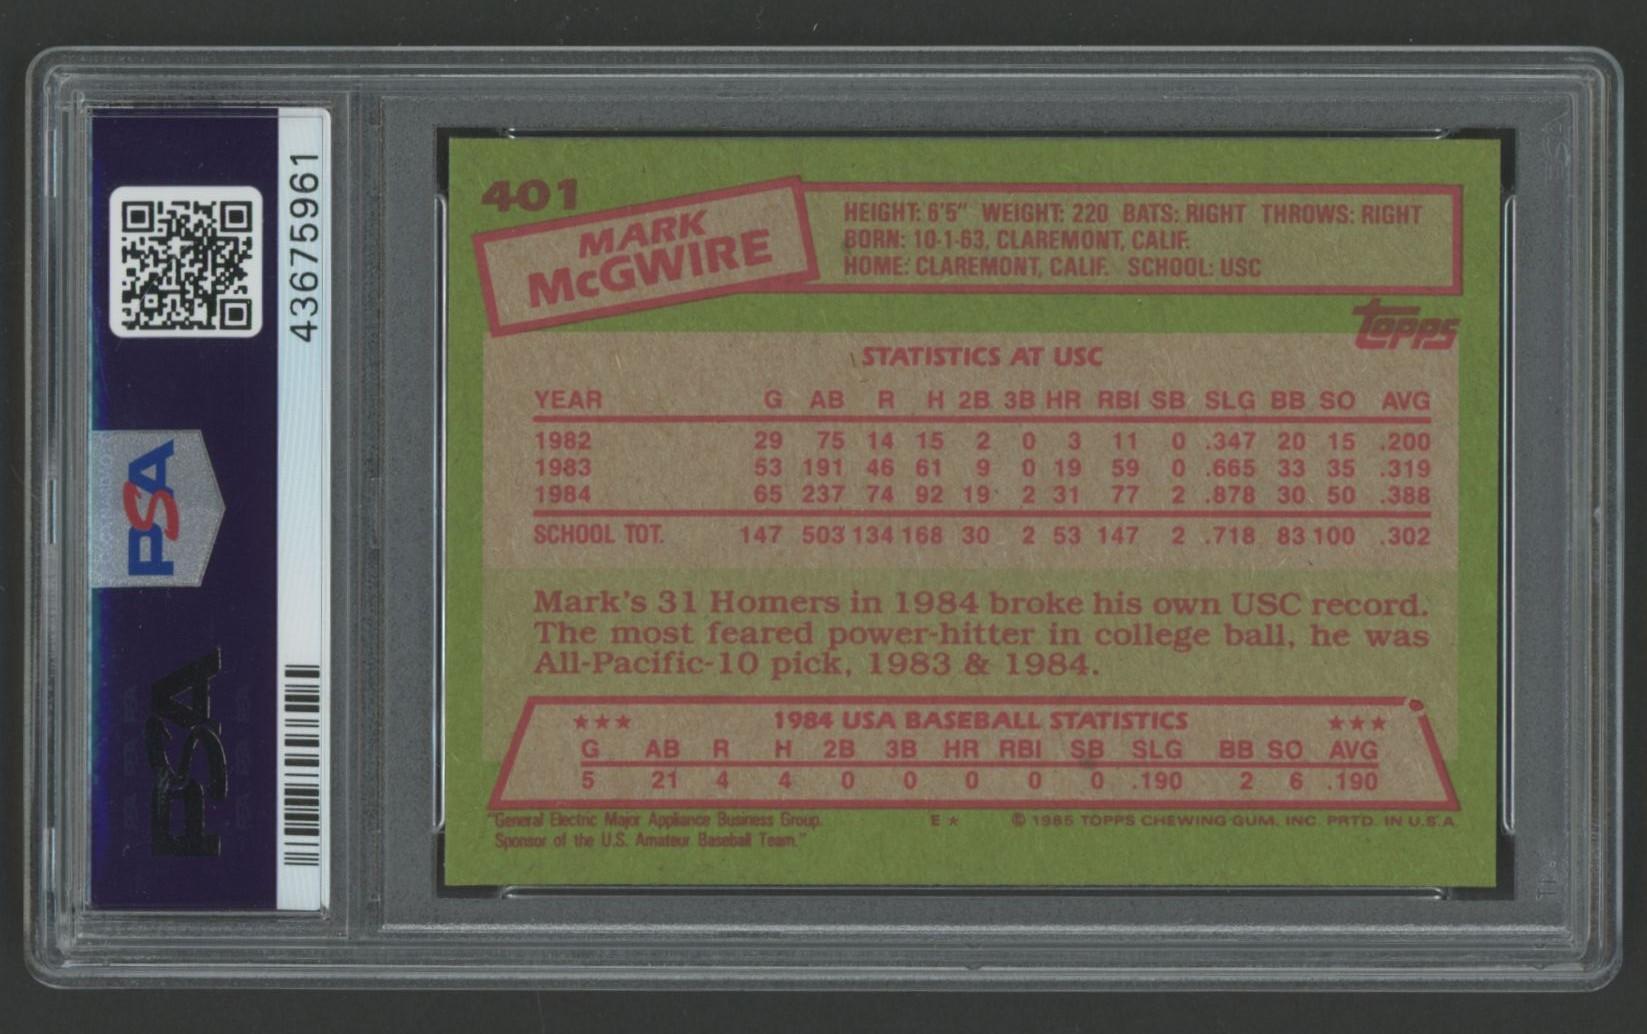 43675961
PSA
PSA
401
MARK
McGWIRE
HEIGHT: 6'5" WEIGHT: 220 BATS: RIGHT THROWS: RIGHT
BORN: 10-1-63, CLAREMONT, CALIF.
HOME: CLAREMONT, CALIF. SCHOOL: USC
topps
STATISTICS AT USC
YEAR G AB R H 2B 3B HR RBI SB SLG BB SO AVG
1982 29 75 14 15 2 0 3 11 0 .347 20 15 .200
1983 53 191 46 61 9 0 19 59 0 .665 33 35 .319
1984 65 237 74 92 19 2 31 77 2 .878 30 50 .388
SCHOOL TOT. 147 503 134 168 30 2 53 147 2 .718 83 100 .302
Mark's 31 Homers in 1984 broke his own USC record.
The most feared power-hitter in college ball, he was
All-Pacific-10 pick, 1983 & 1984.
★★★ 1984 USA BASEBALL STATISTICS ★★★
G AB R H 2B 3B HR RBI SB SLG BB SO AVG
5 21 4 4 0 0 0 0 0 .190 2 6 .190
"General Electric Major Appliance Business Group. E ★ © 1985 TOPPS CHEWING GUM, INC. PRTD. IN U.S.A.
Sponsor of the U.S. Amateur Baseball Team."